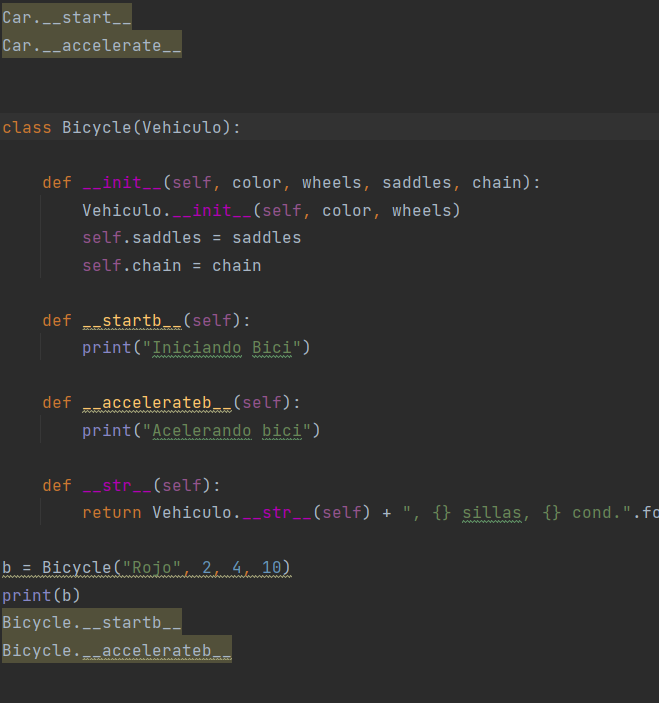 Car.__start__
Car.__accelerate__
class Bicycle(Vehiculo):
def __init__(self, color, wheels, saddles, chain):
Vehiculo.__init__(self, color, wheels)
self.saddles = saddles
self.chain = chain
def __startb__(self):
print("Iniciando Bici")
def __accelerateb__(self):
print("Acelerando bici")
def __str__(self):
return Vehiculo.__str__(self) + ", {} sillas, {} cond.".fo
b = Bicycle("Rojo", 2, 4, 10)
print(b)
Bicycle.__startb__
Bicycle.__accelerateb__